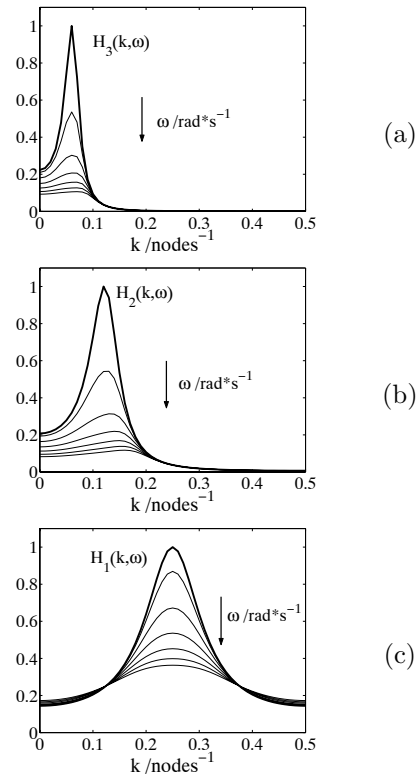 1
0.8
0.6
0.4
0.2
0
H₃(k,ω)
ω /rad*s⁻¹
0 0.1 0.2 0.3 0.4 0.5
k /nodes⁻¹
(a)
1
0.8
0.6
0.4
0.2
0
H₂(k,ω)
ω /rad*s⁻¹
0 0.1 0.2 0.3 0.4 0.5
k /nodes⁻¹
(b)
1
0.8
0.6
0.4
0.2
0
H₁(k,ω)
ω /rad*s⁻¹
0 0.1 0.2 0.3 0.4 0.5
k /nodes⁻¹
(c)